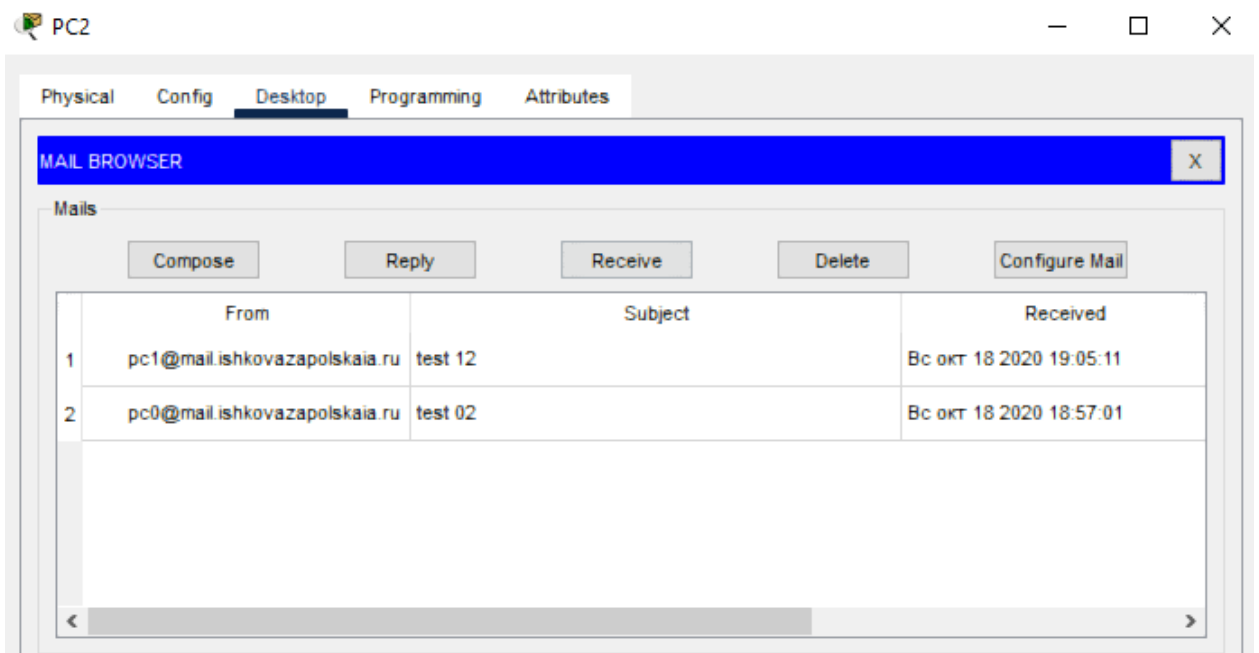 PC2
Physical Config Desktop Programming Attributes
MAIL BROWSER X
Mails
Compose Reply Receive Delete Configure Mail
From Subject Received
1 pc1@mail.ishkovazapolskaia.ru test 12 Вс окт 18 2020 19:05:11
2 pc0@mail.ishkovazapolskaia.ru test 02 Вс окт 18 2020 18:57:01